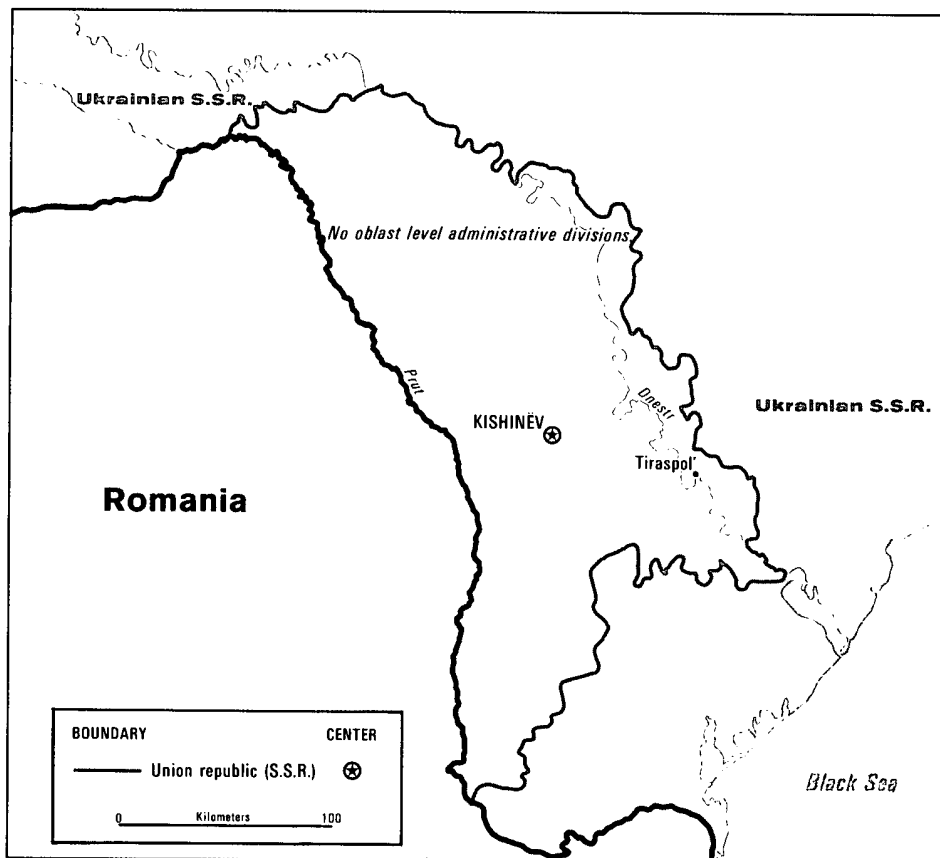 Ukrainian S.S.R.
No oblast level administrative divisions
Prut
Dnestr
KISHINËV
Ukrainian S.S.R.
Tiraspol'
Romania
BOUNDARY CENTER
Union republic (S.S.R.)
0 Kilometers 100
Black Sea